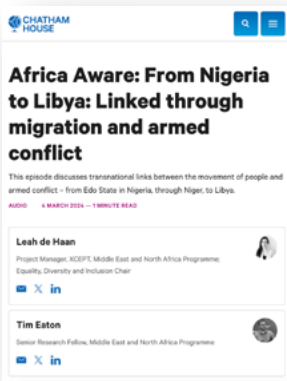 CHATHAM
HOUSE
Africa Aware: From Nigeria
to Libya: Linked through
migration and armed
conflict
This episode discusses transnational links between the movement of people and
armed conflict – from Edo State in Nigeria, through Niger, to Libya.
AUDIO 4 MARCH 2024 — 1 MINUTE READ
Leah de Haan
Project Manager, XCEPT, Middle East and North Africa Programme;
Equality, Diversity and Inclusion Chair
Tim Eaton
Senior Research Fellow, Middle East and North Africa Programme